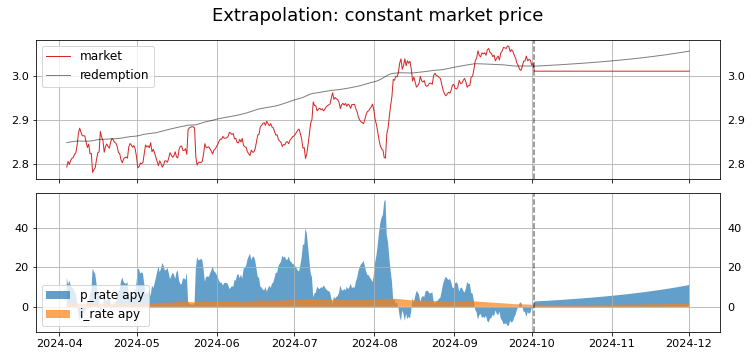 Extrapolation: constant market price
market
redemption
3.0 3.0
2.9 2.9
2.8 2.8
40 40
20 20
0 0
p_rate apy
i_rate apy
2024-04 2024-05 2024-06 2024-07 2024-08 2024-09 2024-10 2024-11 2024-12